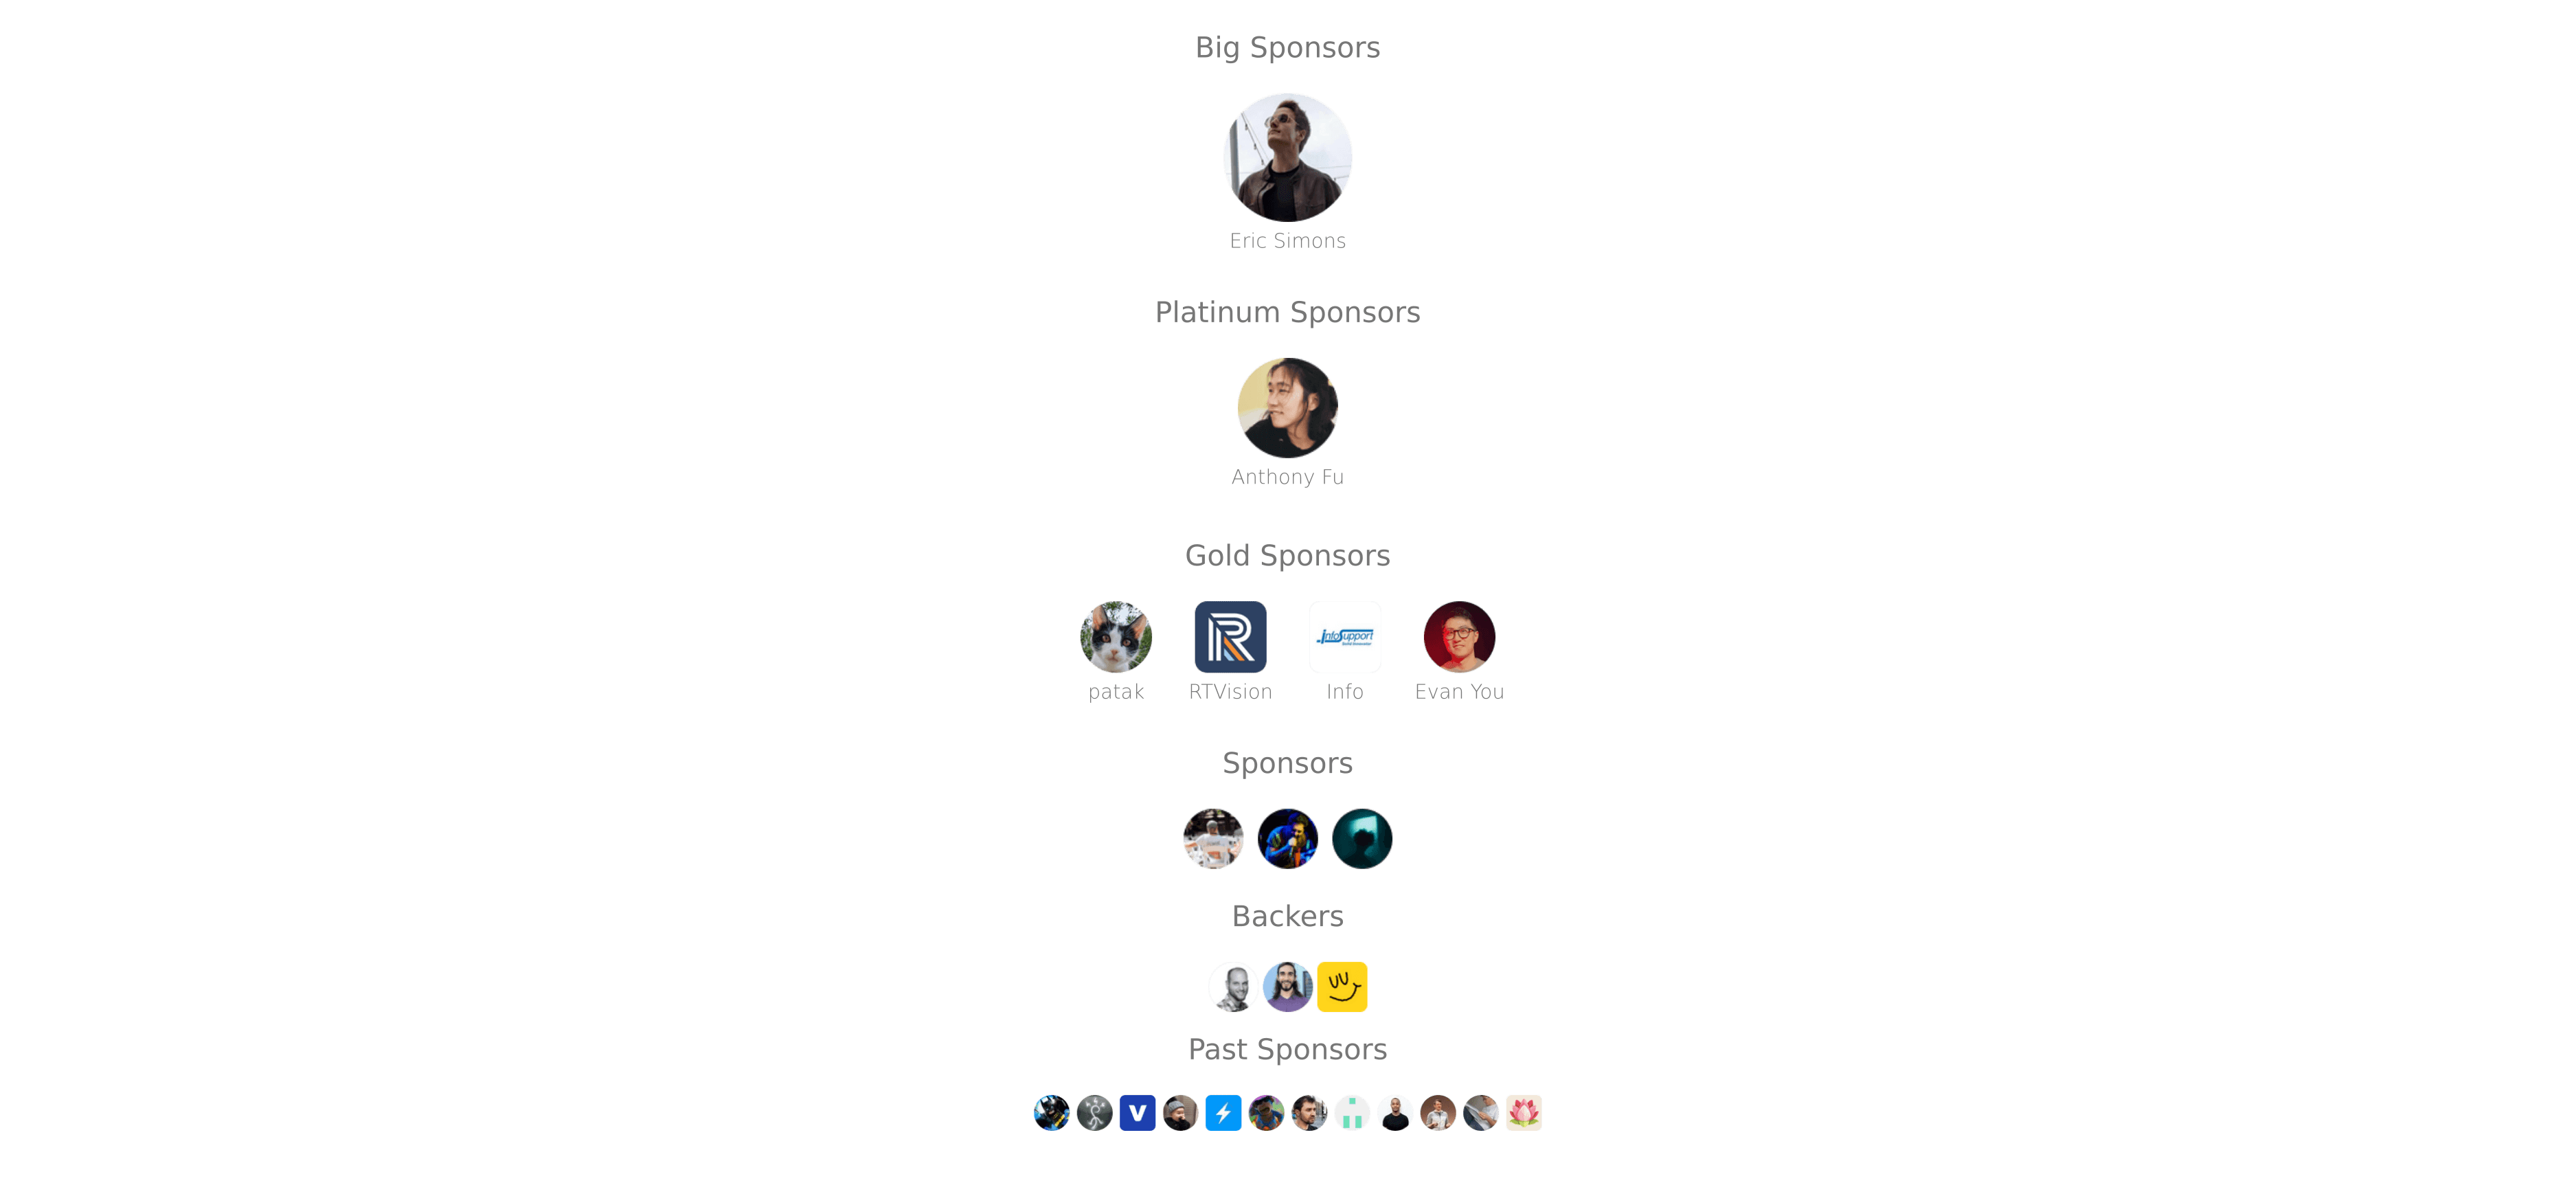 Big Sponsors
Eric Simons
Platinum Sponsors
Anthony Fu
Gold Sponsors
InfoSupport
patak
RTVision
Info
Evan You
Sponsors
Backers
Past Sponsors
V